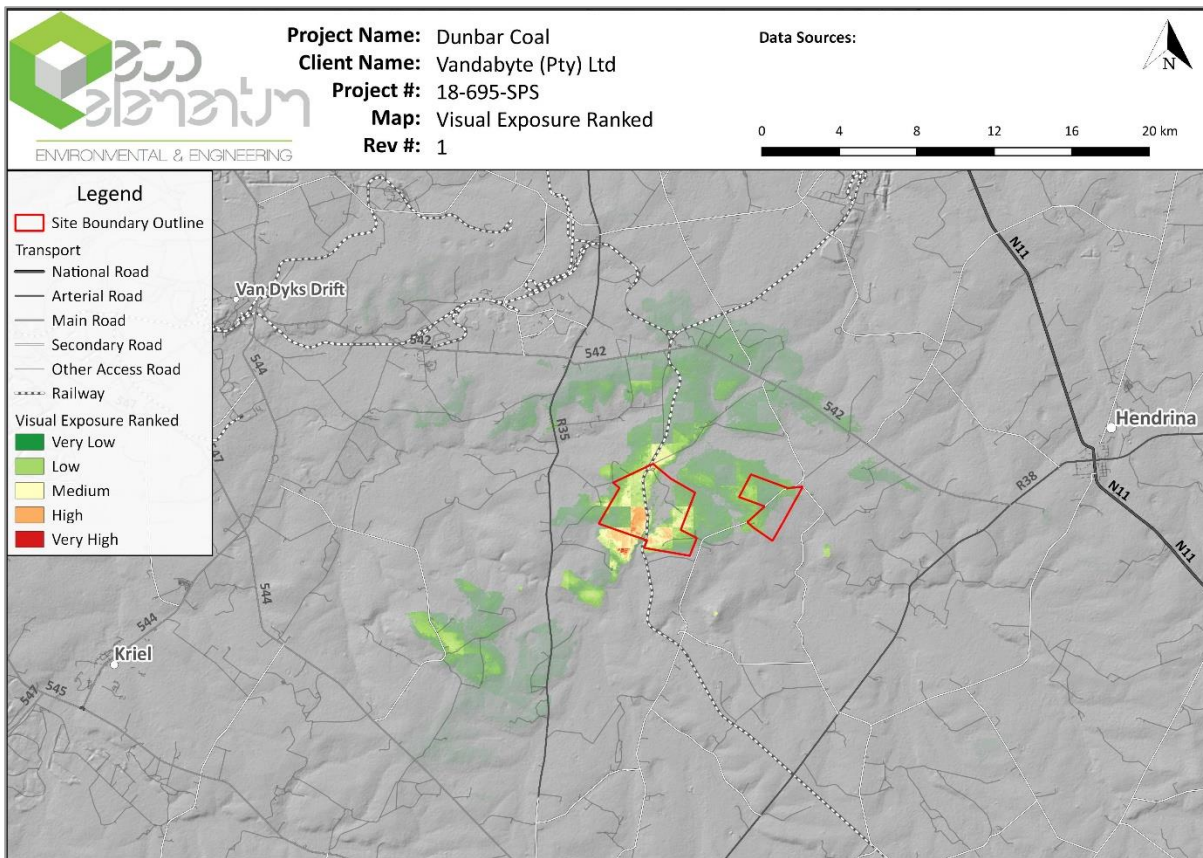 eco
elementum
ENVIRONMENTAL & ENGINEERING
Project Name: Dunbar Coal
Client Name: Vandabyte (Pty) Ltd
Project #: 18-695-SPS
Map: Visual Exposure Ranked
Rev #: 1
Data Sources:
N
0 4 8 12 16 20 km
Legend
Site Boundary Outline
Transport
National Road
Arterial Road
Main Road
Secondary Road
Other Access Road
Railway
Visual Exposure Ranked
Very Low
Low
Medium
High
Very High
N11
Van Dyks Drift
542
542
544
R35
542
Hendrina
547
R38
N11
N11
544
544
Kriel
547
545